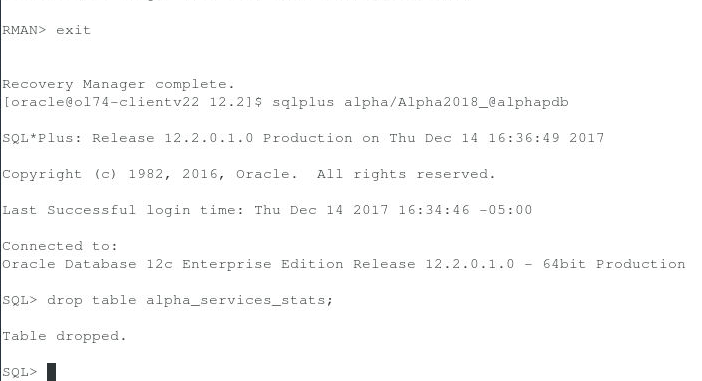 RMAN> exit
Recovery Manager complete.
[oracle@ol74-clientv22 12.2]$ sqlplus alpha/Alpha2018_@alphapdb
SQL*Plus: Release 12.2.0.1.0 Production on Thu Dec 14 16:36:49 2017
Copyright (c) 1982, 2016, Oracle.  All rights reserved.
Last Successful login time: Thu Dec 14 2017 16:34:46 -05:00
Connected to:
Oracle Database 12c Enterprise Edition Release 12.2.0.1.0 - 64bit Production
SQL> drop table alpha_services_stats;
Table dropped.
SQL>